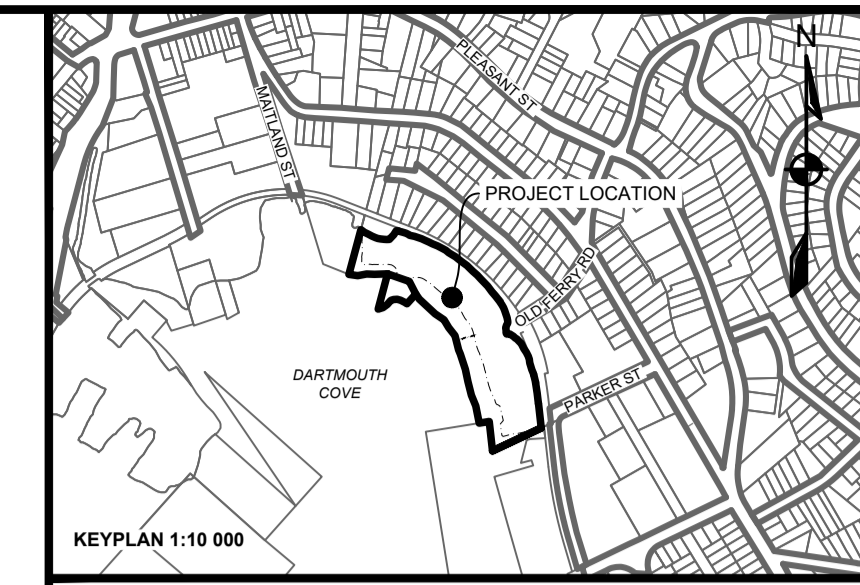 PLEASANT ST
N
MAITLAND ST
PROJECT LOCATION
OLD FERRY RD
DARTMOUTH
COVE
PARKER ST
KEYPLAN 1:10 000